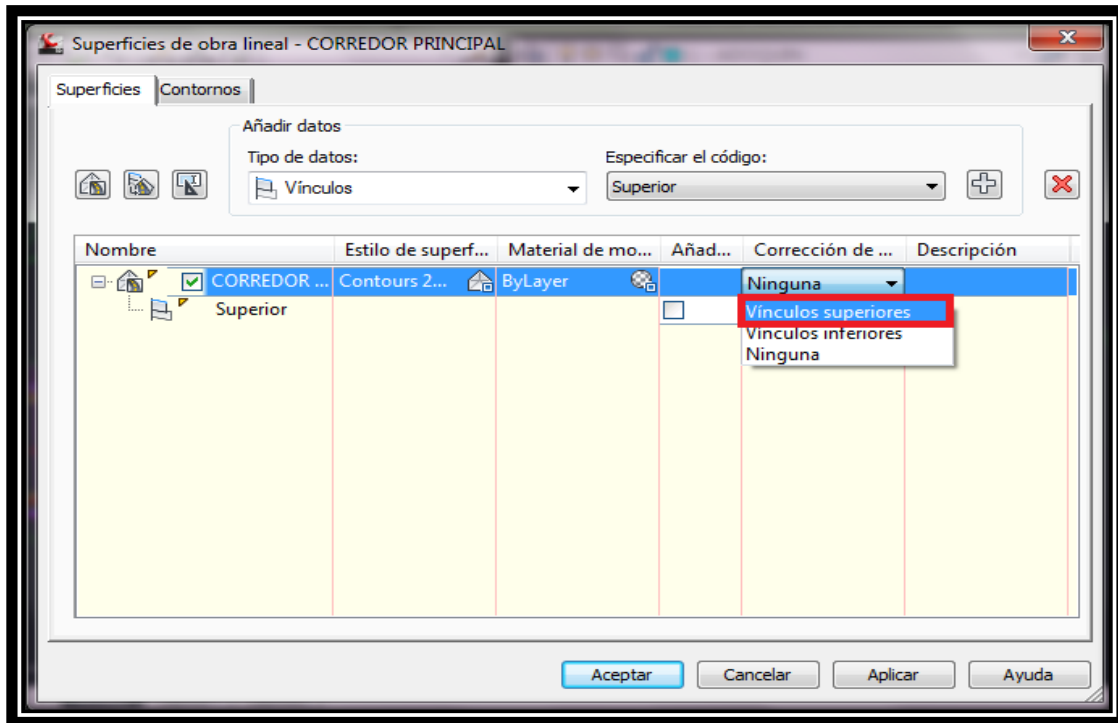 Superficies de obra lineal - CORREDOR PRINCIPAL
Superficies Contornos
Añadir datos
Tipo de datos: Especificar el código:
Vínculos Superior
Nombre Estilo de superf... Material de mo... Añad... Corrección de ... Descripción
CORREDOR ... Contours 2... ByLayer Ninguna
Superior Vínculos superiores
Vínculos inferiores
Ninguna
Aceptar Cancelar Aplicar Ayuda